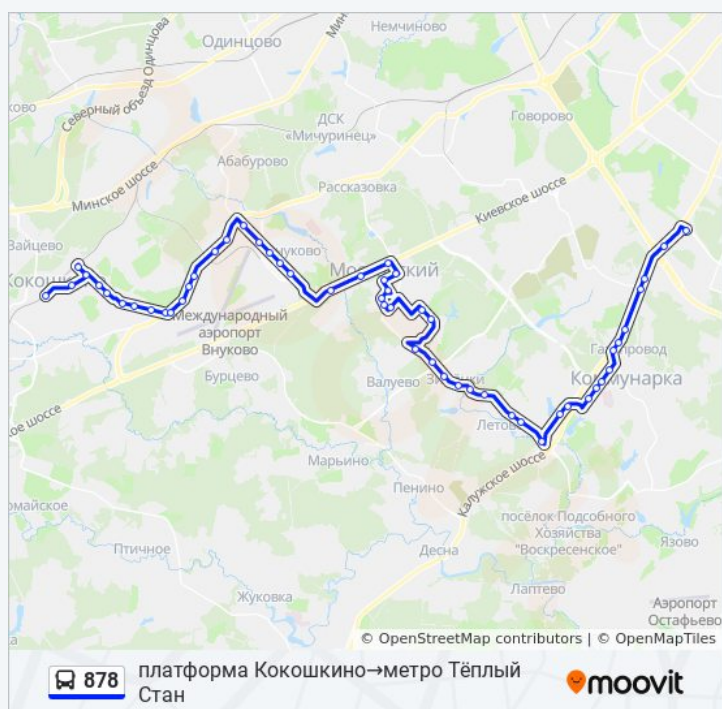 Немчиново
Одинцово
Северный объезд Одинцова
ДСК
«Мичуринец»
Говорово
Абабурово
Минское шоссе
Рассказовка
Киевское шоссе
Зайцево
Международный
аэропорт
Внуково
Газопровод
Бурцево
Валуево
Коммунарка
Летово
Марьино
Калужское шоссе
Пенино
посёлок Подсобного
Хозяйства
"Воскресенское"
Десна
Язово
Птичное
Лаптево
Жуковка
Аэропорт
Остафьево
© OpenStreetMap contributors | © OpenMapTiles
878
платформа Кокошкино→метро Тёплый
Стан
moovit